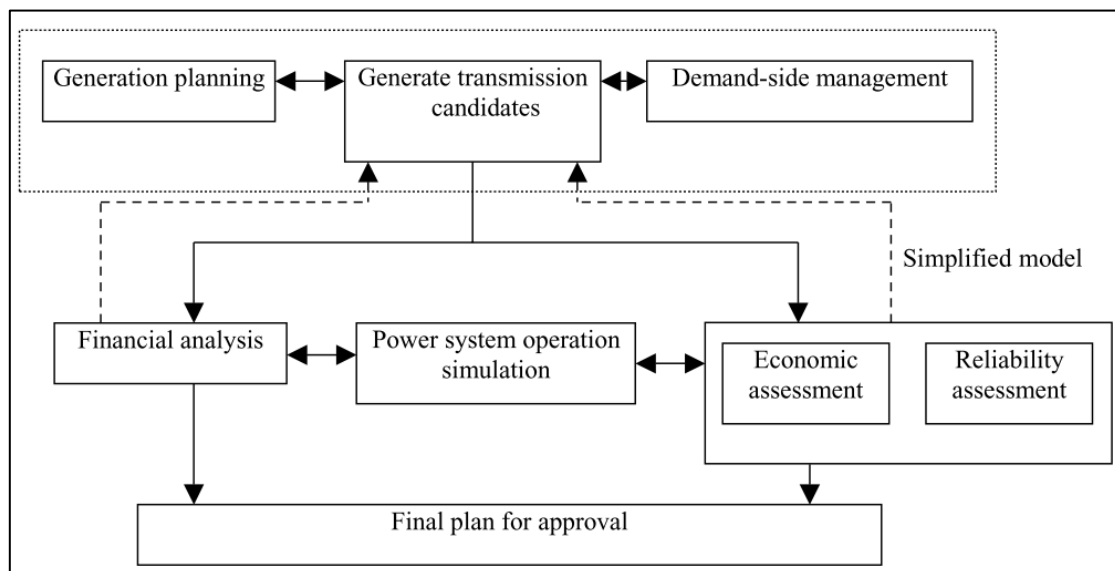 Generation planning
Generate transmission
candidates
Demand-side management
Simplified model
Financial analysis
Power system operation
simulation
Economic
assessment
Reliability
assessment
Final plan for approval